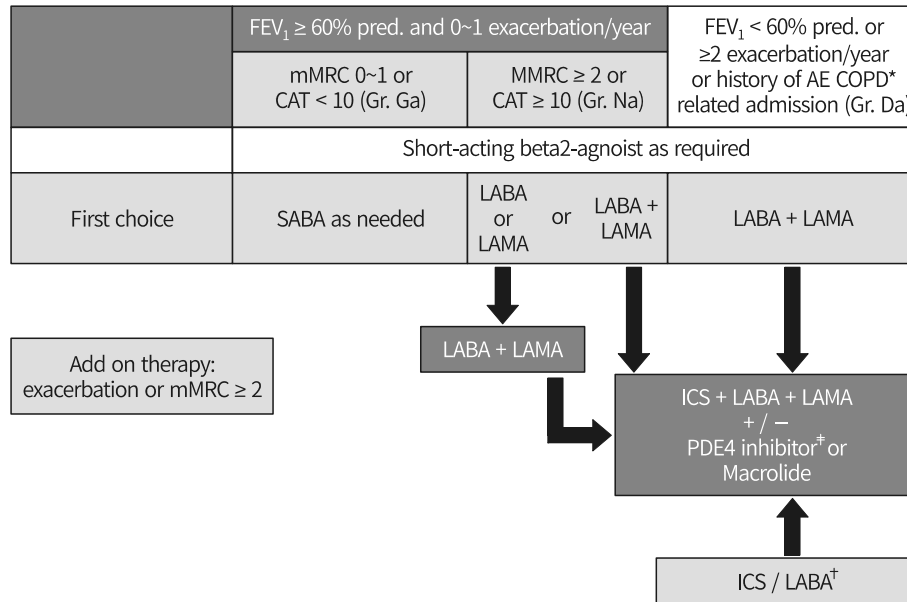 FEV₁ ≥ 60% pred. and 0~1 exacerbation/year
mMRC 0~1 or
CAT < 10 (Gr. Ga)
MMRC ≥ 2 or
CAT ≥ 10 (Gr. Na)
FEV₁ < 60% pred. or
≥2 exacerbation/year
or history of AE COPD*
related admission (Gr. Da)
Short-acting beta2-agnoist as required
First choice
SABA as needed
LABA
or
LAMA
or
LABA +
LAMA
LABA + LAMA
LABA + LAMA
Add on therapy:
exacerbation or mMRC ≥ 2
ICS + LABA + LAMA
+ / −
PDE4 inhibitor‡ or
Macrolide
ICS / LABA†